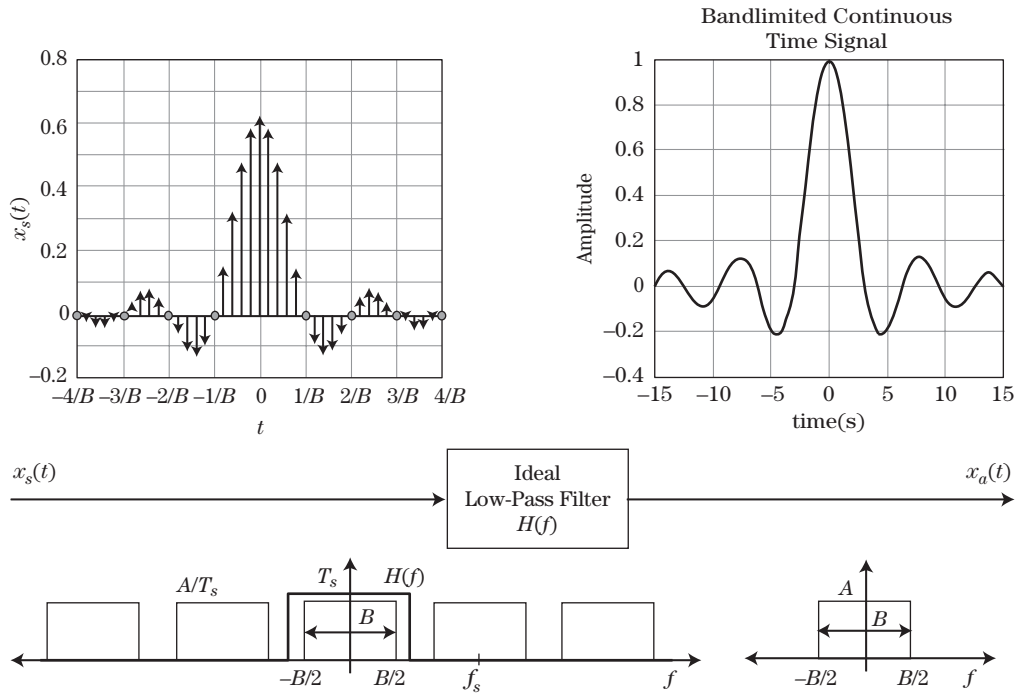 Bandlimited Continuous
Time Signal
0.8
0.6
0.4
0.2
0
−0.2
x_s(t)
−4/B −3/B −2/B −1/B 0 1/B 2/B 3/B 4/B
t
1
0.8
0.6
0.4
0.2
0
−0.2
−0.4
Amplitude
−15 −10 −5 0 5 10 15
time(s)
x_s(t)
Ideal
Low-Pass Filter
H(f)
x_a(t)
A/T_s
T_s
H(f)
B
−B/2
B/2
f_s
f
A
B
−B/2
B/2
f